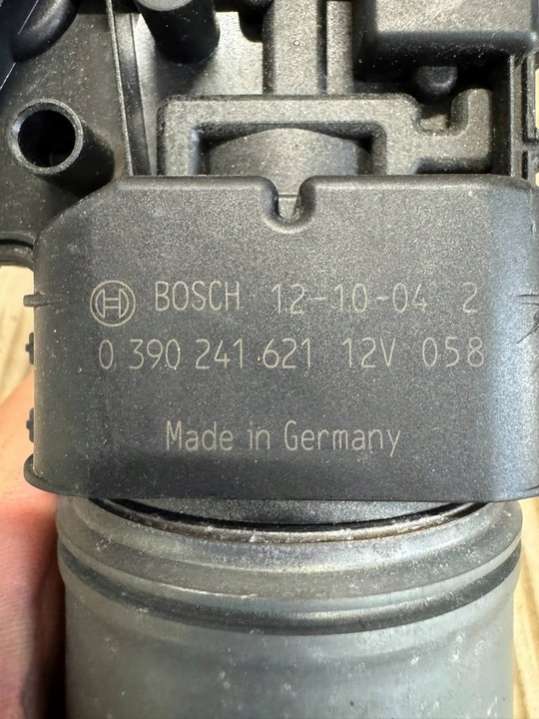 BOSCH 12-10-04 2
0 390 241 621 12V 058
Made in Germany